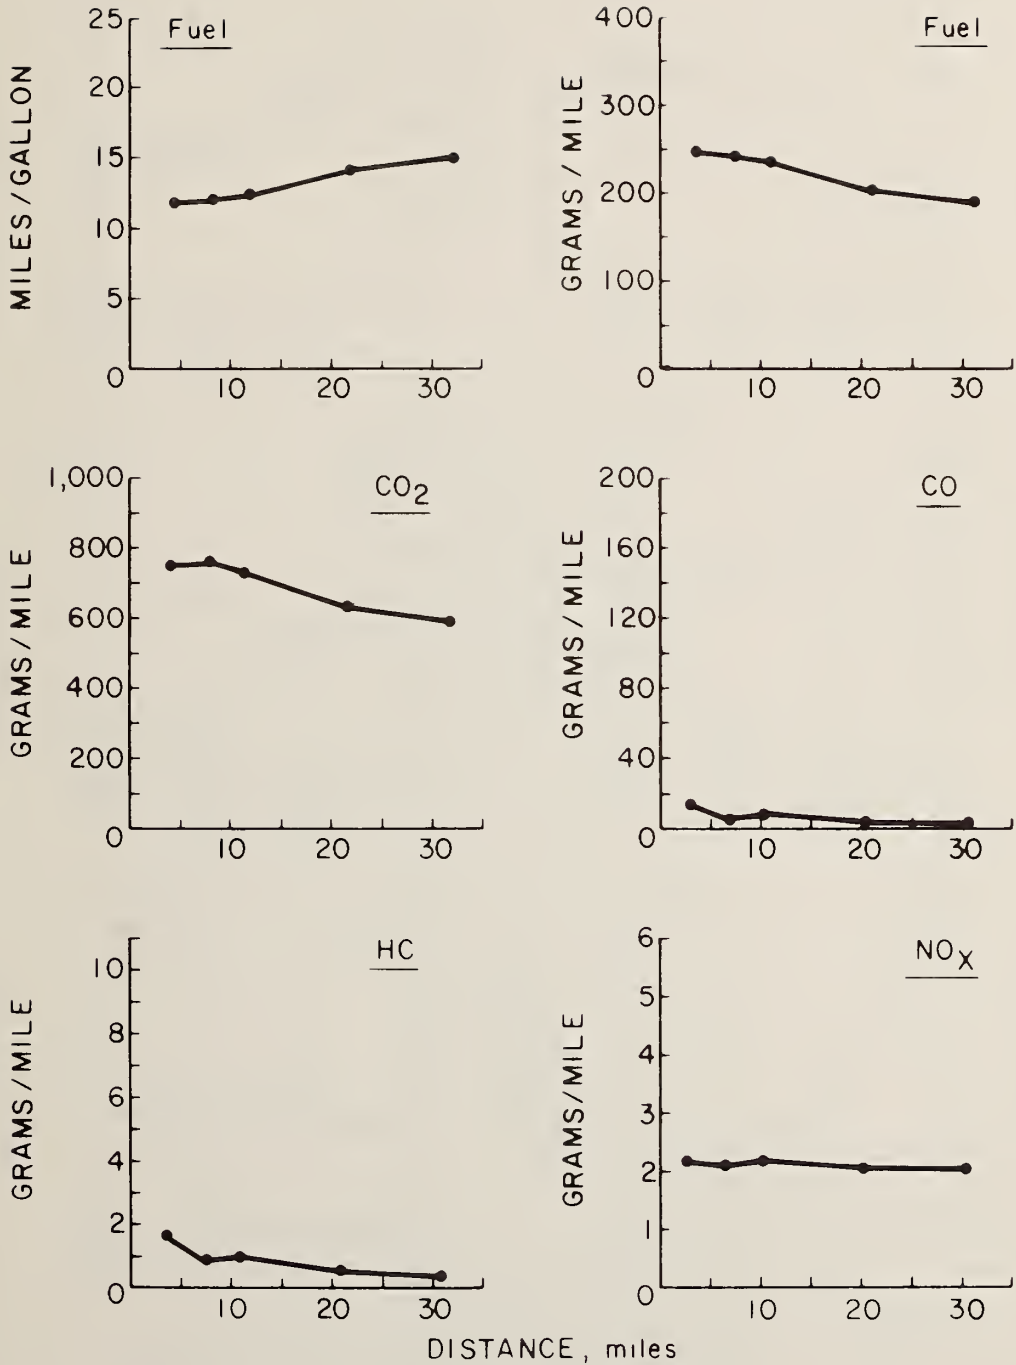 Fuel
MILES/GALLON
25
20
15
10
5
0
10 20 30
Fuel
GRAMS/MILE
400
300
200
100
0
10 20 30
CO2
GRAMS/MILE
1,000
800
600
400
200
0
10 20 30
CO
GRAMS/MILE
200
160
120
80
40
0
10 20 30
HC
GRAMS/MILE
10
8
6
4
2
0
10 20 30
NOX
GRAMS/MILE
6
5
4
3
2
1
0
10 20 30
DISTANCE, miles